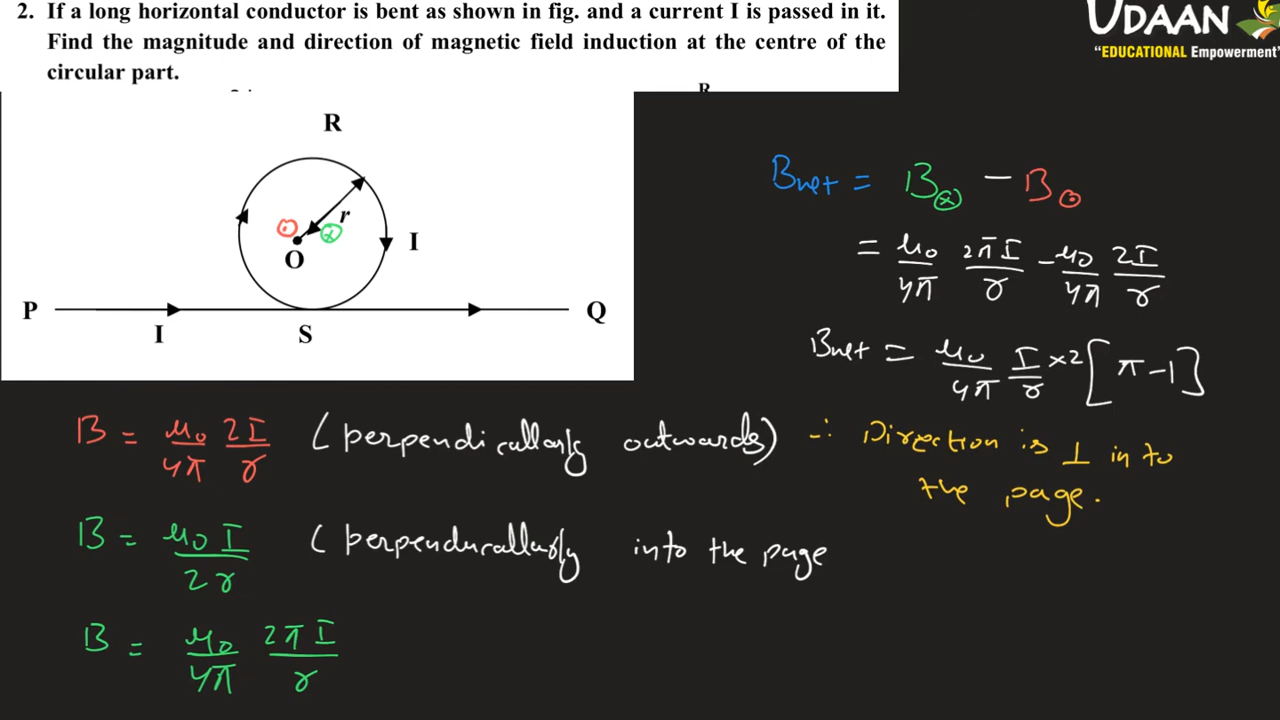 2. If a long horizontal conductor is bent as shown in fig. and a current I is passed in it.
Find the magnitude and direction of magnetic field induction at the centre of the
circular part.
UDAAN
“EDUCATIONAL Empowerment”
R
r
I
O
P
Q
I
S
Bnet = B⊗ − B⊙
= μ₀/4π 2πI/r − μ₀/4π 2I/r
Bnet = μ₀/4π I/r ×2 [π − 1]
∴ Direction is ⊥ in to
the page.
B = μ₀/4π 2I/r (perpendicallarly outwards)
B = μ₀I/2r (perpenducallarly into the page
B = μ₀/4π 2πI/r